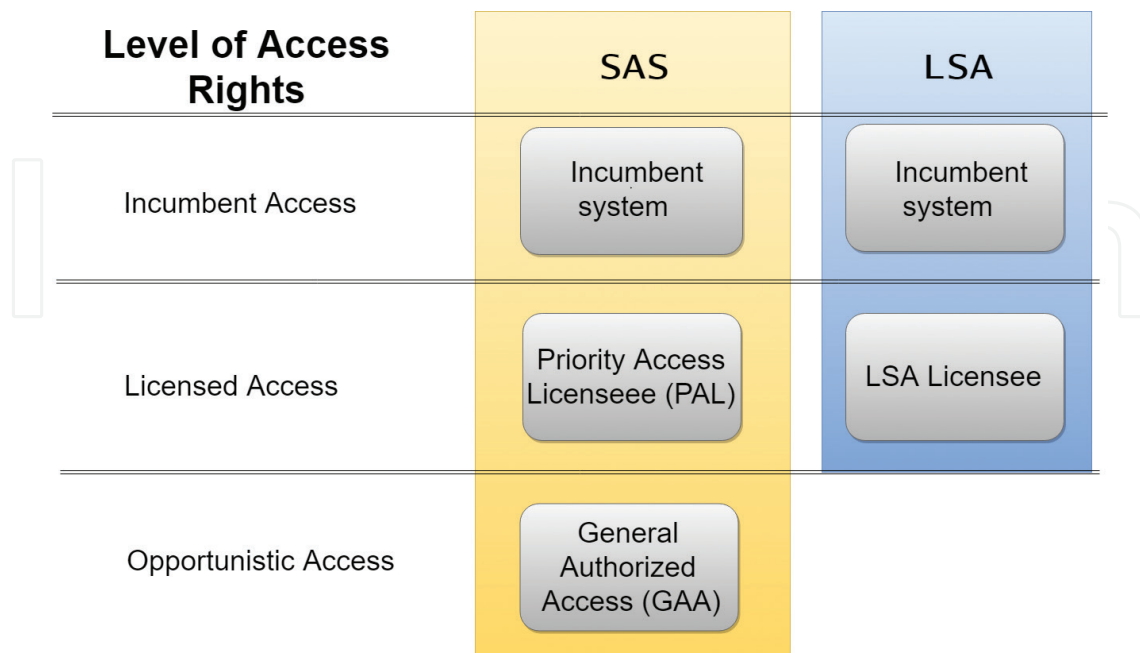 Level of Access
Rights
SAS
LSA
Incumbent Access
Incumbent
system
Incumbent
system
Licensed Access
Priority Access
Licenseee (PAL)
LSA Licensee
Opportunistic Access
General
Authorized
Access (GAA)